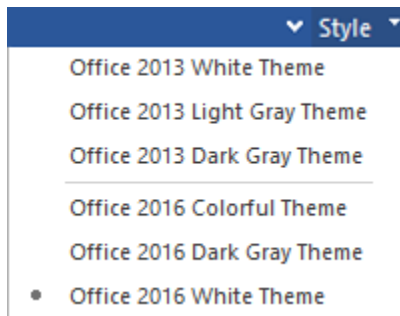 Style
Office 2013 White Theme
Office 2013 Light Gray Theme
Office 2013 Dark Gray Theme
Office 2016 Colorful Theme
Office 2016 Dark Gray Theme
Office 2016 White Theme